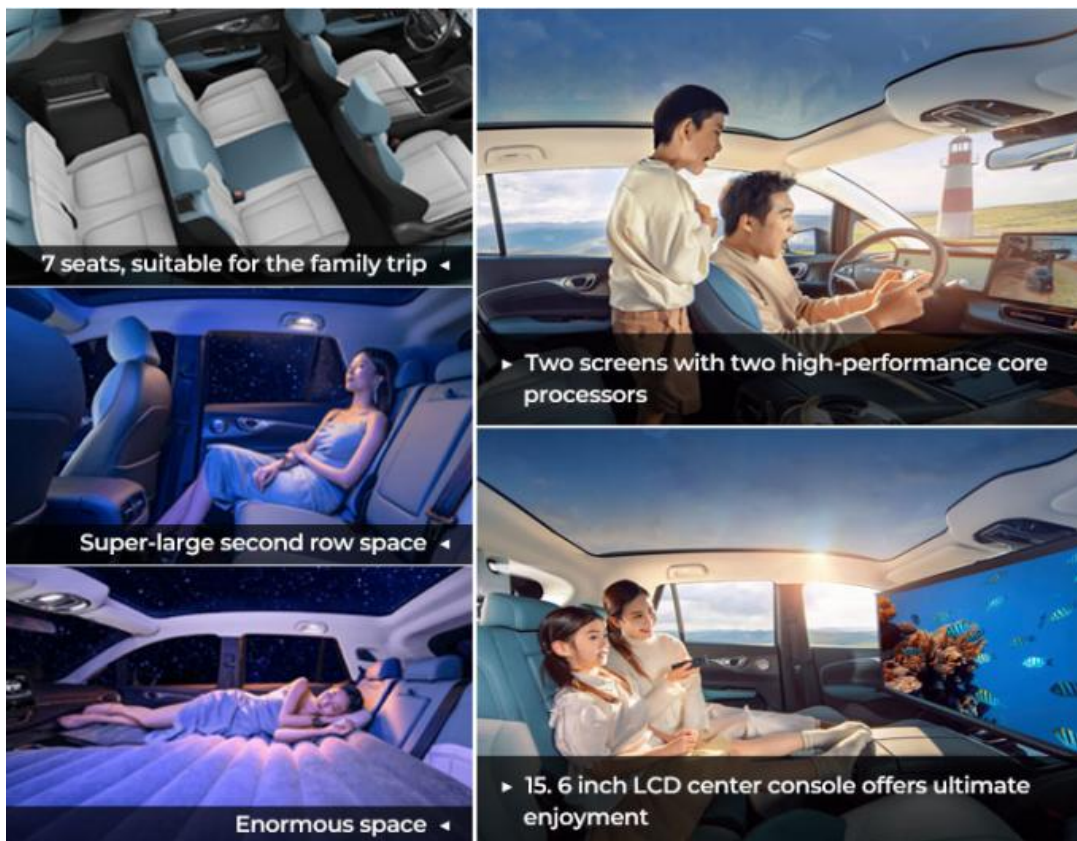 7 seats, suitable for the family trip ◂
Super-large second row space ◂
Enormous space ◂
▸ Two screens with two high-performance core
processors
▸ 15. 6 inch LCD center console offers ultimate
enjoyment